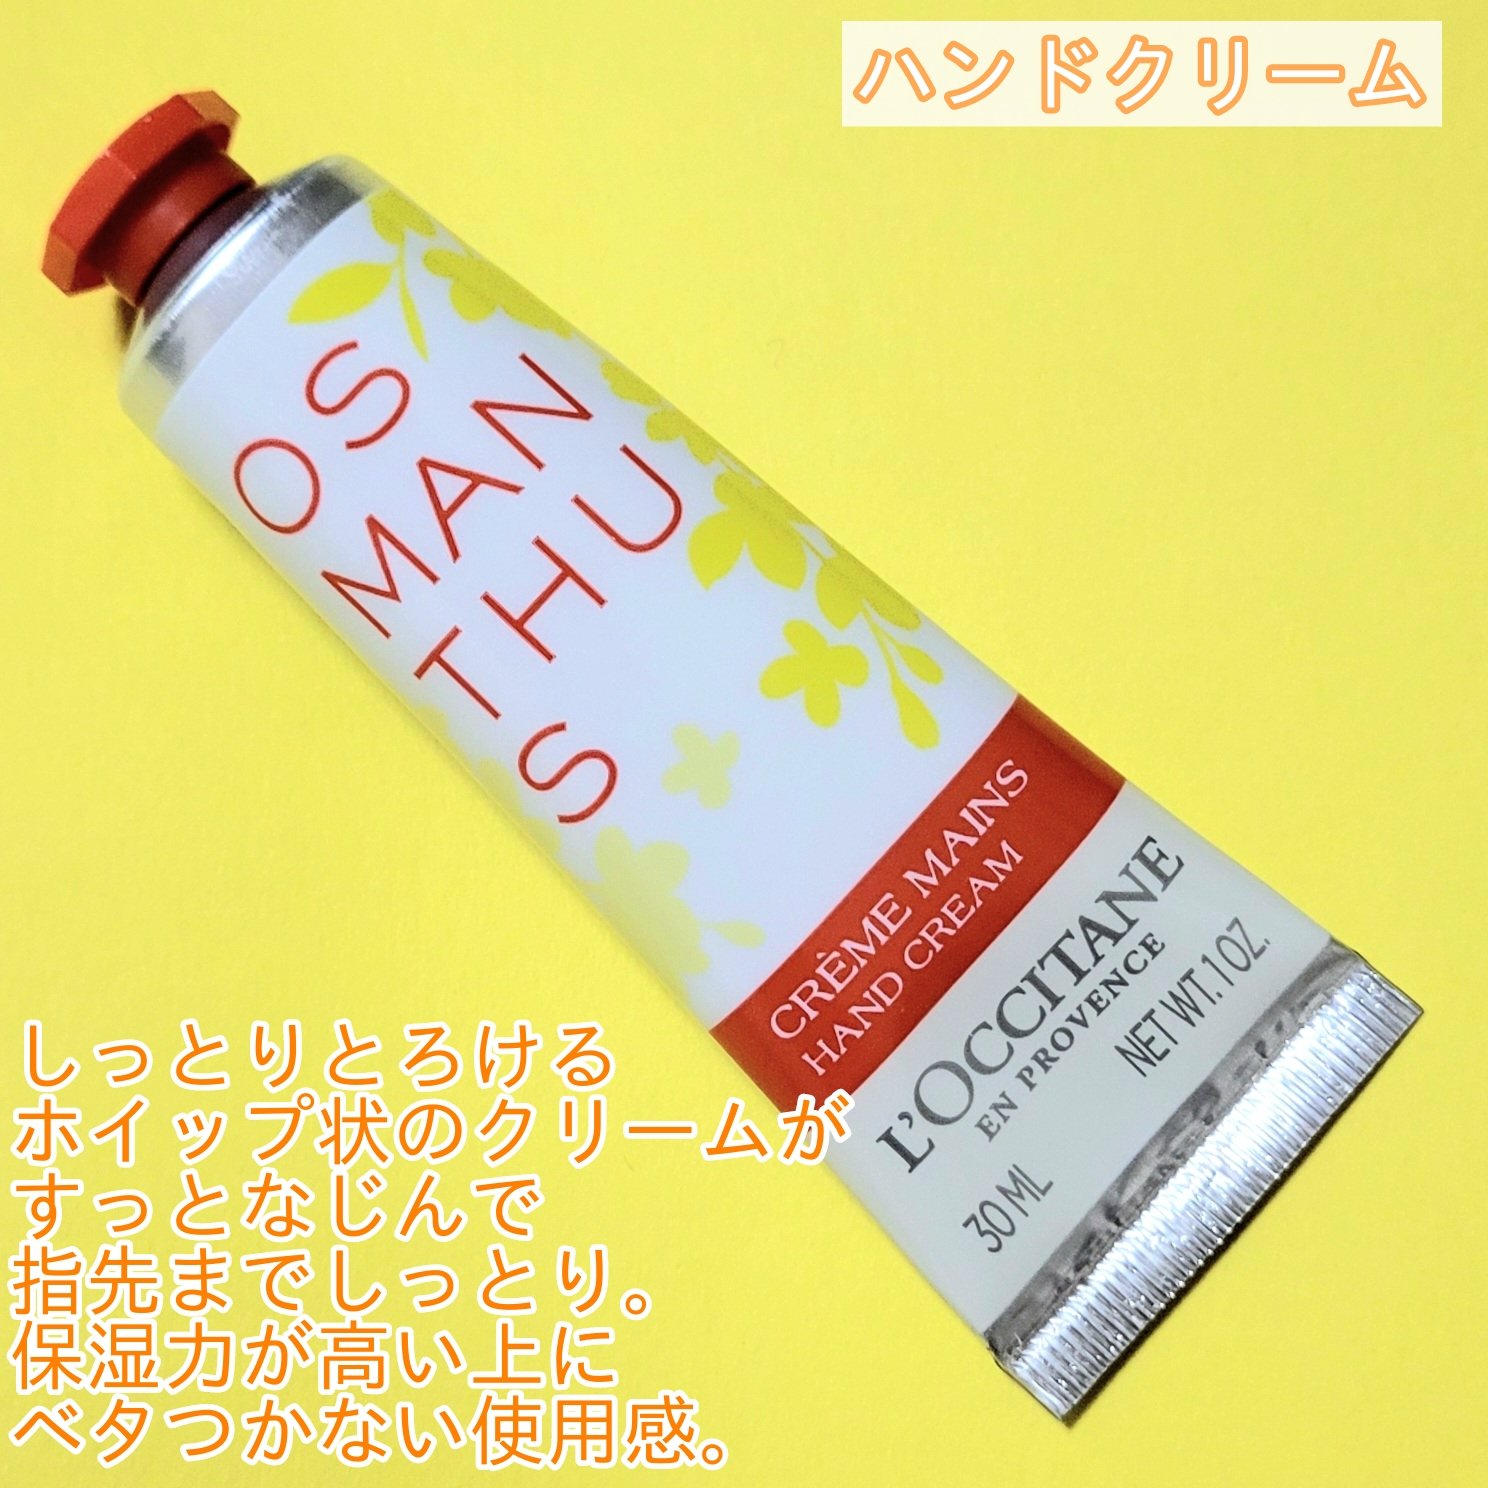 ハンドクリーム
OS
MAN
THU
S
CRÈME MAINS
HAND CREAM
L'OCCITANE
EN PROVENCE
30 ML
NET WT. 1 OZ.
しっとりとろける
ホイップ状のクリームが
すっとなじんで
指先までしっとり。
保湿力が高い上に
ベタつかない使用感。